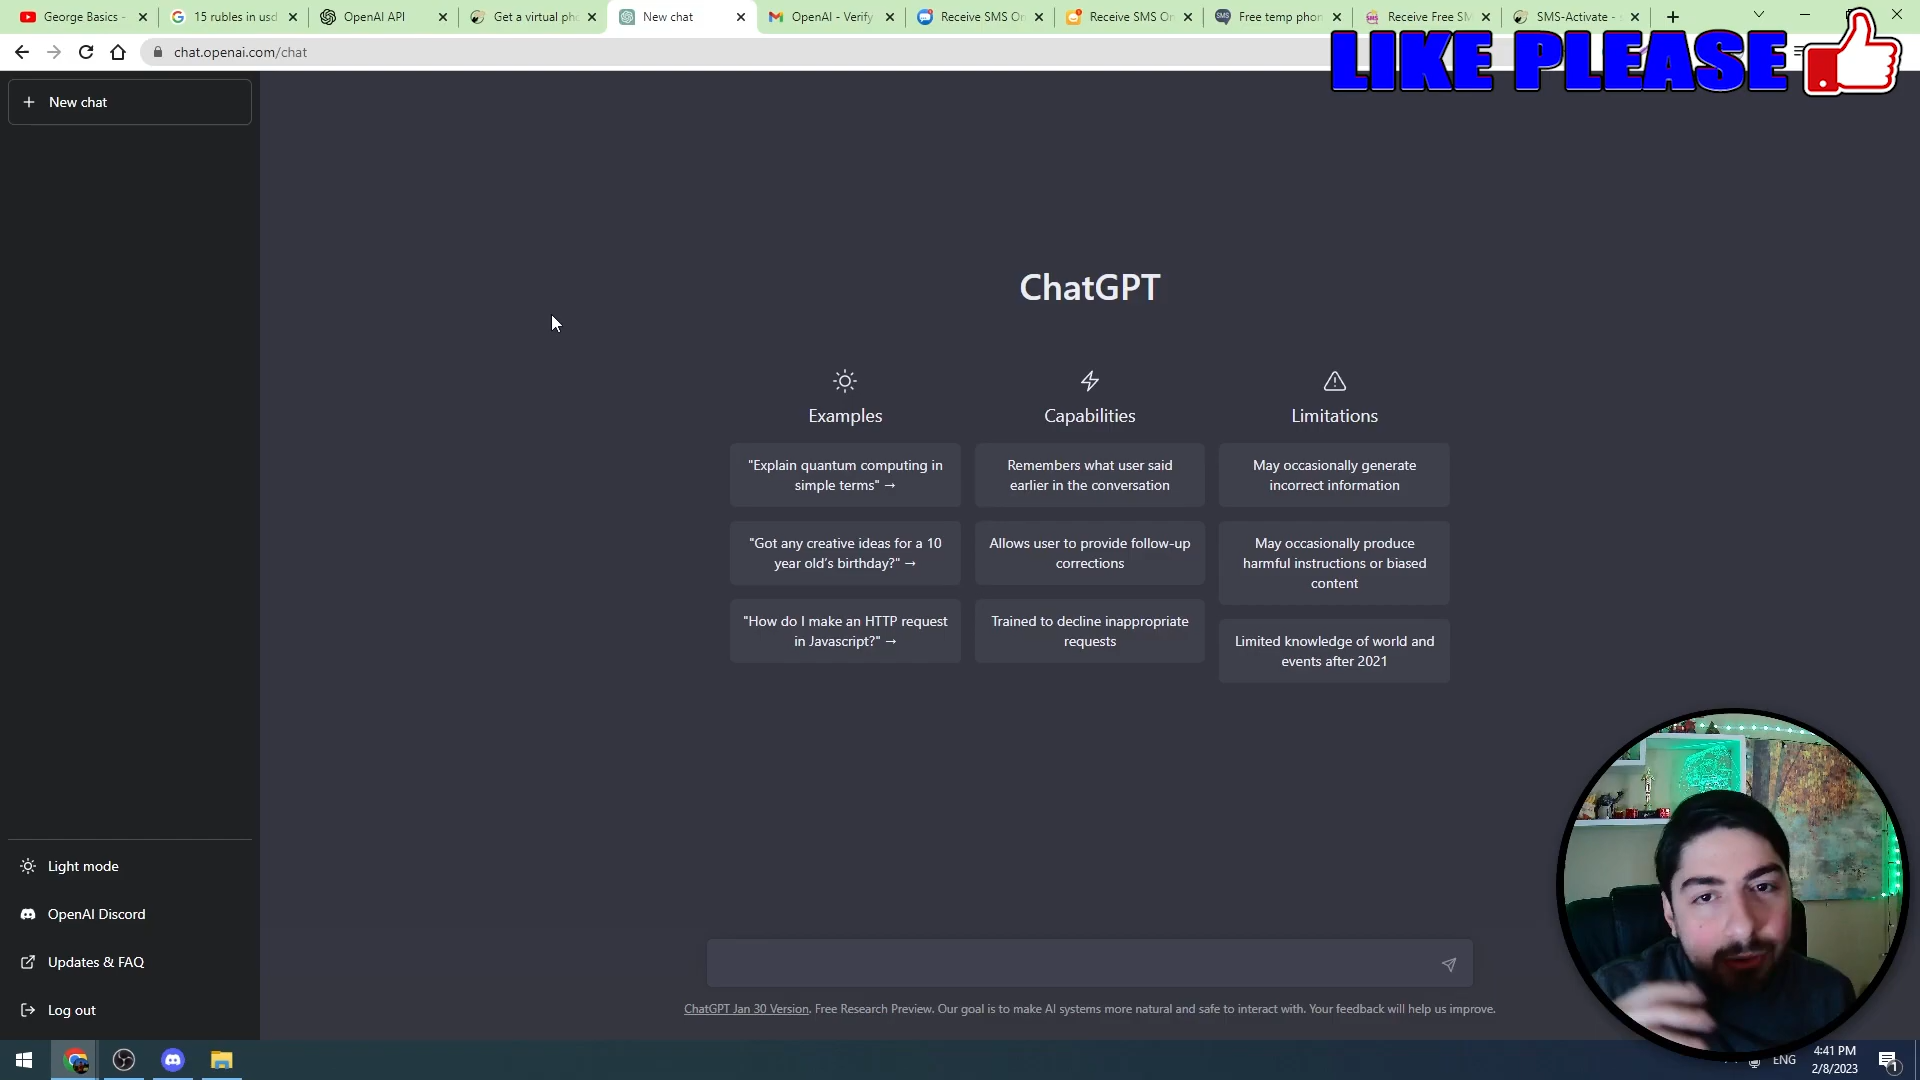 George Basics -
15 rubles in usd
OpenAI API
Get a virtual pho
New chat
OpenAI - Verify
Receive SMS On
Receive SMS On
Free temp phon
Receive Free SM
SMS-Activate -
chat.openai.com/chat
LIKE PLEASE
New chat
ChatGPT
Examples
"Explain quantum computing in
simple terms" →
"Got any creative ideas for a 10
year old's birthday?" →
"How do I make an HTTP request
in Javascript?" →
Capabilities
Remembers what user said
earlier in the conversation
Allows user to provide follow-up
corrections
Trained to decline inappropriate
requests
Limitations
May occasionally generate
incorrect information
May occasionally produce
harmful instructions or biased
content
Limited knowledge of world and
events after 2021
Light mode
OpenAI Discord
Updates & FAQ
Log out
ChatGPT Jan 30 Version. Free Research Preview. Our goal is to make AI systems more natural and safe to interact with. Your feedback will help us improve.
ENG
4:41 PM
2/8/2023
1